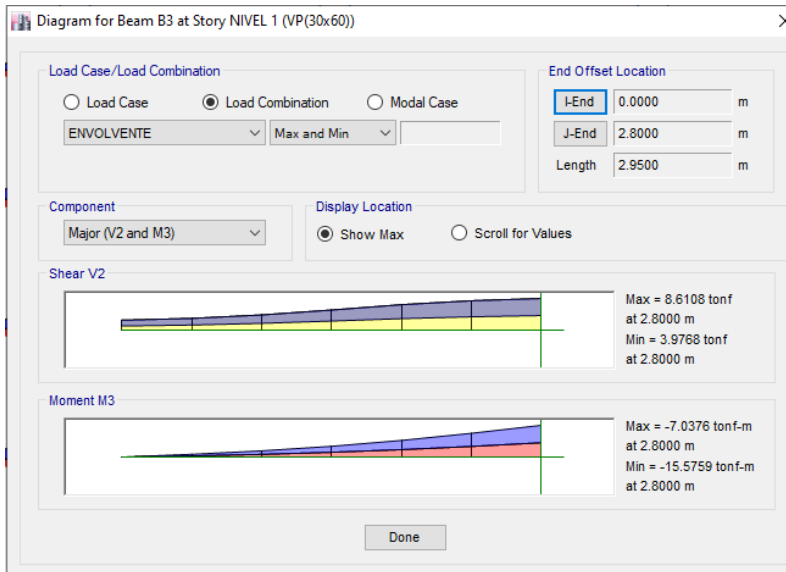 Diagram for Beam B3 at Story NIVEL 1 (VP(30x60))
Load Case/Load Combination
Load Case Load Combination Modal Case
ENVOLVENTE Max and Min
End Offset Location
I-End 0.0000 m
J-End 2.8000 m
Length 2.9500 m
Component
Major (V2 and M3)
Display Location
Show Max Scroll for Values
Shear V2
Max = 8.6108 tonf
at 2.8000 m
Min = 3.9768 tonf
at 2.8000 m
Moment M3
Max = -7.0376 tonf-m
at 2.8000 m
Min = -15.5759 tonf-m
at 2.8000 m
Done